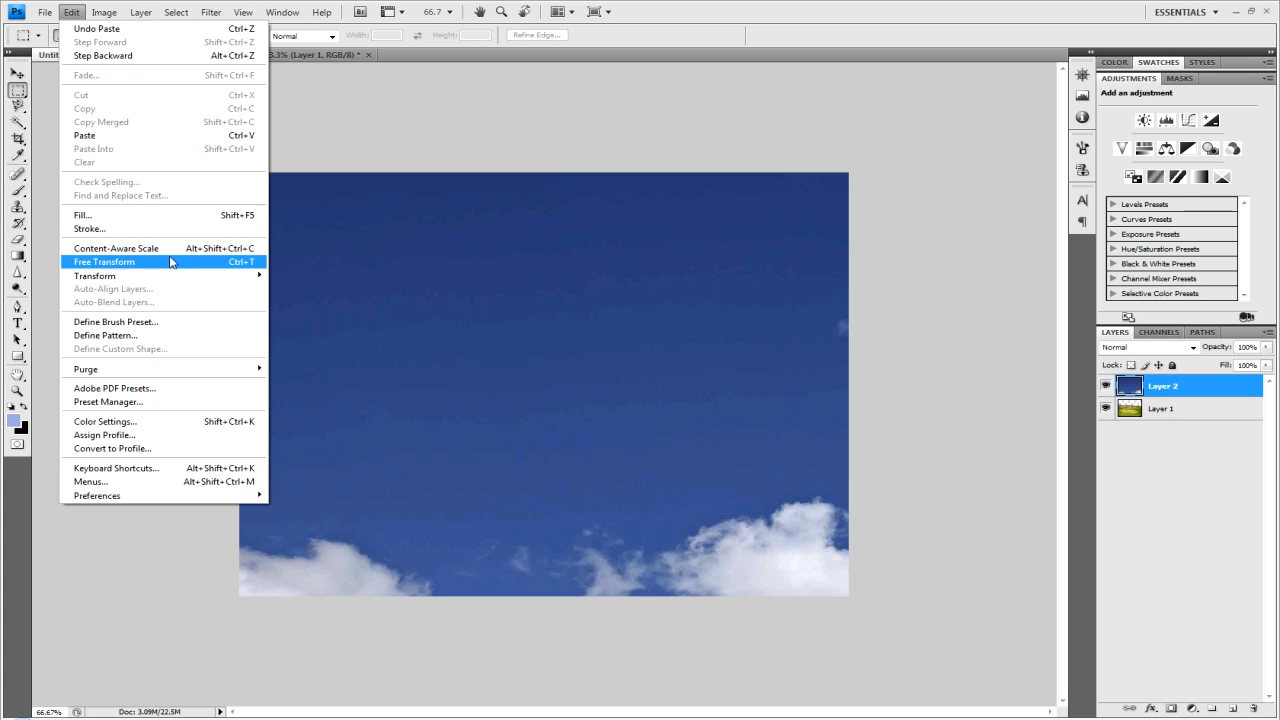 Ps File Edit Image Layer Select Filter View Window Help Br 66.7 ESSENTIALS
Normal Width: Height: Refine Edge...
3% (Layer 1, RGB/8) *
Undo Paste Ctrl+Z
Step Forward Shift+Ctrl+Z
Step Backward Alt+Ctrl+Z
Fade... Shift+Ctrl+F
Cut Ctrl+X
Copy Ctrl+C
Copy Merged Shift+Ctrl+C
Paste Ctrl+V
Paste Into Shift+Ctrl+V
Clear
Check Spelling...
Find and Replace Text...
Fill... Shift+F5
Stroke...
Content-Aware Scale Alt+Shift+Ctrl+C
Free Transform Ctrl+T
Transform
Auto-Align Layers...
Auto-Blend Layers...
Define Brush Preset...
Define Pattern...
Define Custom Shape...
Purge
Adobe PDF Presets...
Preset Manager...
Color Settings... Shift+Ctrl+K
Assign Profile...
Convert to Profile...
Keyboard Shortcuts... Alt+Shift+Ctrl+K
Menus... Alt+Shift+Ctrl+M
Preferences
COLOR SWATCHES STYLES
ADJUSTMENTS MASKS
Add an adjustment
Levels Presets
Curves Presets
Exposure Presets
Hue/Saturation Presets
Black & White Presets
Channel Mixer Presets
Selective Color Presets
LAYERS CHANNELS PATHS
Normal Opacity: 100%
Lock: Fill: 100%
Layer 2
Layer 1
66.67% Doc: 3.09M/22.5M